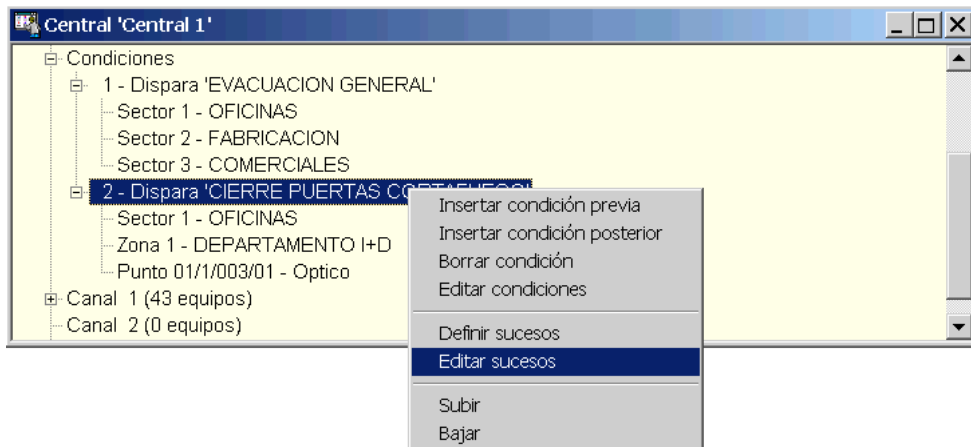 Central 'Central 1'
Condiciones
1 - Dispara 'EVACUACION GENERAL'
Sector 1 - OFICINAS
Sector 2 - FABRICACION
Sector 3 - COMERCIALES
2 - Dispara 'CIERRE PUERTAS CORTAFUEGO'
Sector 1 - OFICINAS
Zona 1 - DEPARTAMENTO I+D
Punto 01/1/003/01 - Optico
Canal 1 (43 equipos)
Canal 2 (0 equipos)
Insertar condición previa
Insertar condición posterior
Borrar condición
Editar condiciones
Definir sucesos
Editar sucesos
Subir
Bajar